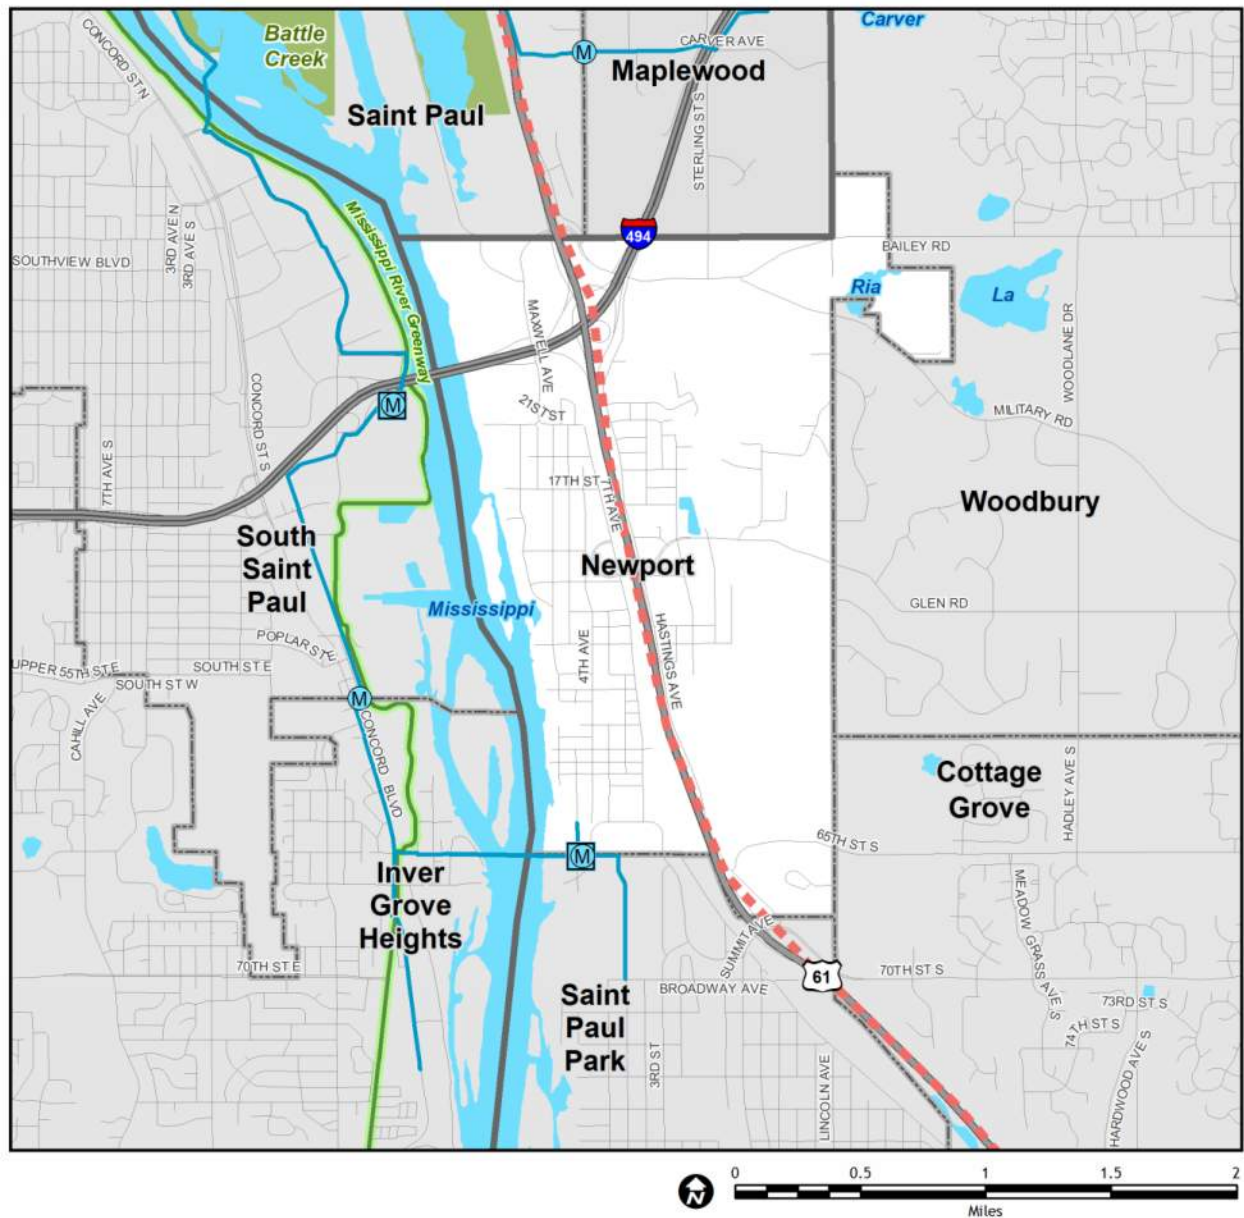 Carver
CONCORD ST N
Battle
Creek
CARVER AVE
M
Maplewood
Saint Paul
STERLING ST S
3RD AVE N
3RD AVE S
Mississippi River Greenway
494
BAILEY RD
SOUTHVIEW BLVD
Ria
La
MAXWELL AVE
WOODLANE DR
CONCORD ST S
M
21ST ST
MILITARY RD
7TH AVE S
17TH ST
7TH AVE
Woodbury
South
Saint
Paul
Newport
Mississippi
GLEN RD
HASTINGS AVE
4TH AVE
POPLAR ST E
UPPER 55TH ST E
SOUTH ST E
SOUTH ST W
M
CAHILL AVE
CONCORD BLVD
Cottage
Grove
HADLEY AVE S
65TH ST S
M
Inver
Grove
Heights
MEADOW GRASS AVE S
SUMMIT AVE
70TH ST E
61
70TH ST S
BROADWAY AVE
Saint
Paul
Park
73RD ST S
74TH ST S
3RD ST
LINCOLN AVE
HARDWOOD AVE S
N
0 0.5 1 1.5 2
Miles